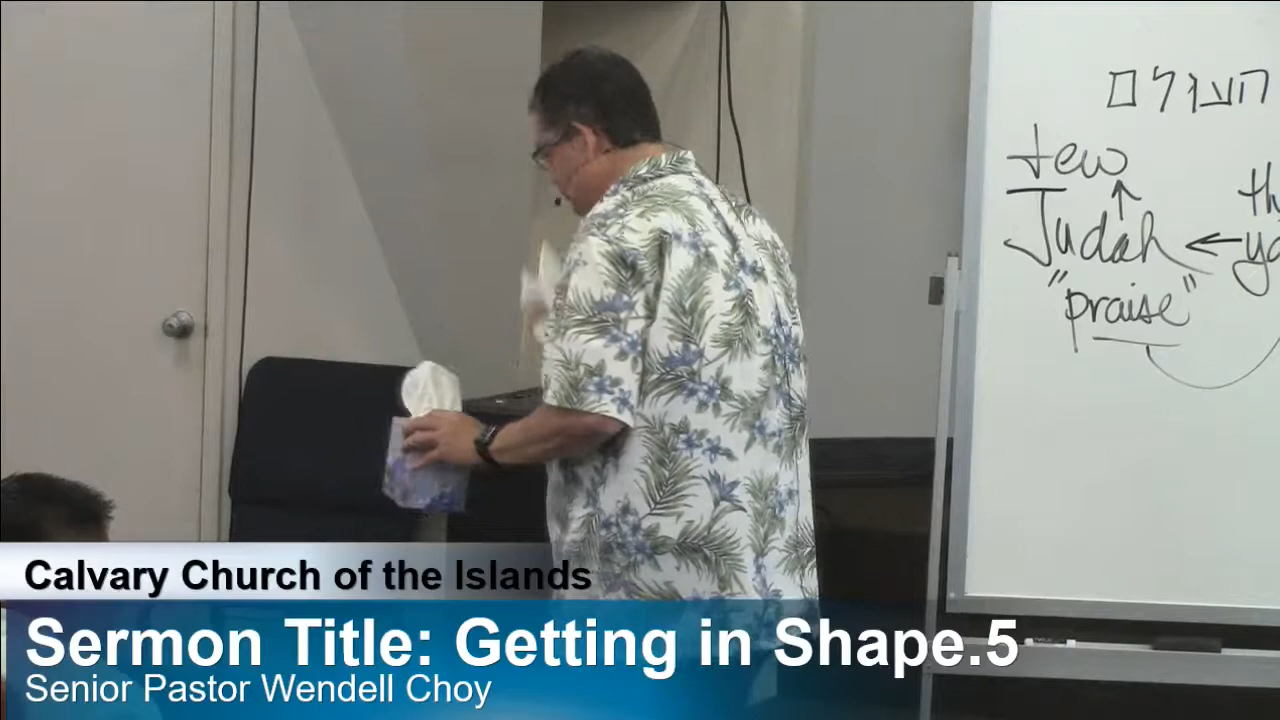 העולם
Jew
↑
Judah ←
"praise"
Calvary Church of the Islands
Sermon Title: Getting in Shape.5
Senior Pastor Wendell Choy